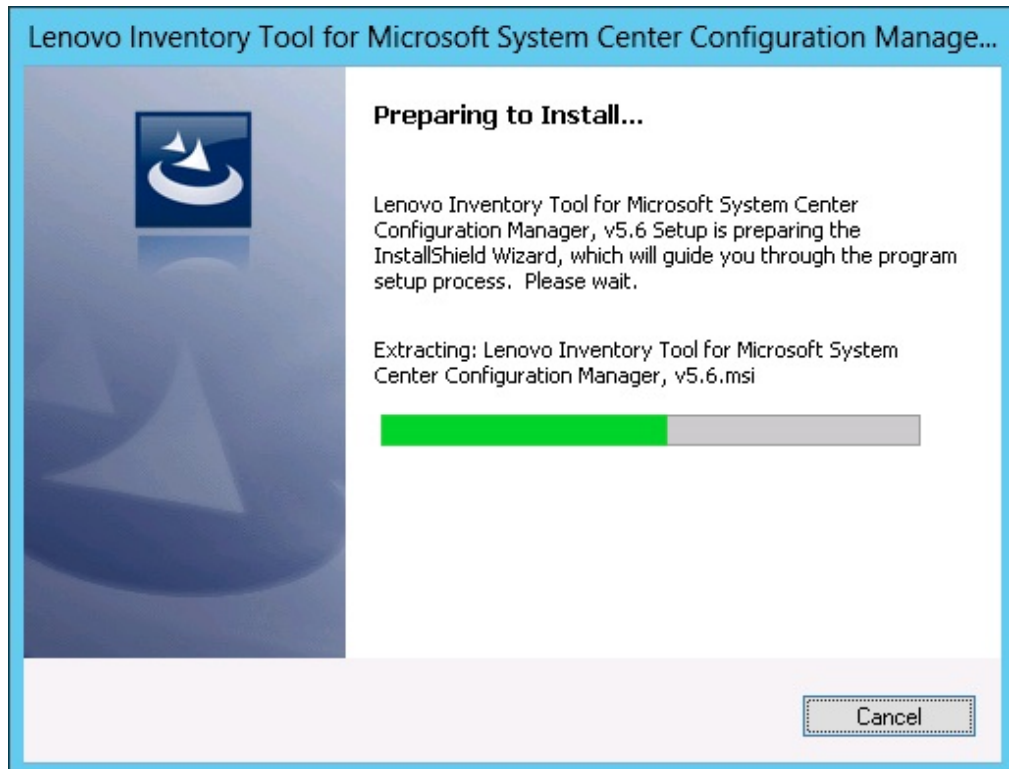 Lenovo Inventory Tool for Microsoft System Center Configuration Manage...
Preparing to Install...
Lenovo Inventory Tool for Microsoft System Center
Configuration Manager, v5.6 Setup is preparing the
InstallShield Wizard, which will guide you through the program
setup process.  Please wait.
Extracting: Lenovo Inventory Tool for Microsoft System
Center Configuration Manager, v5.6.msi
Cancel